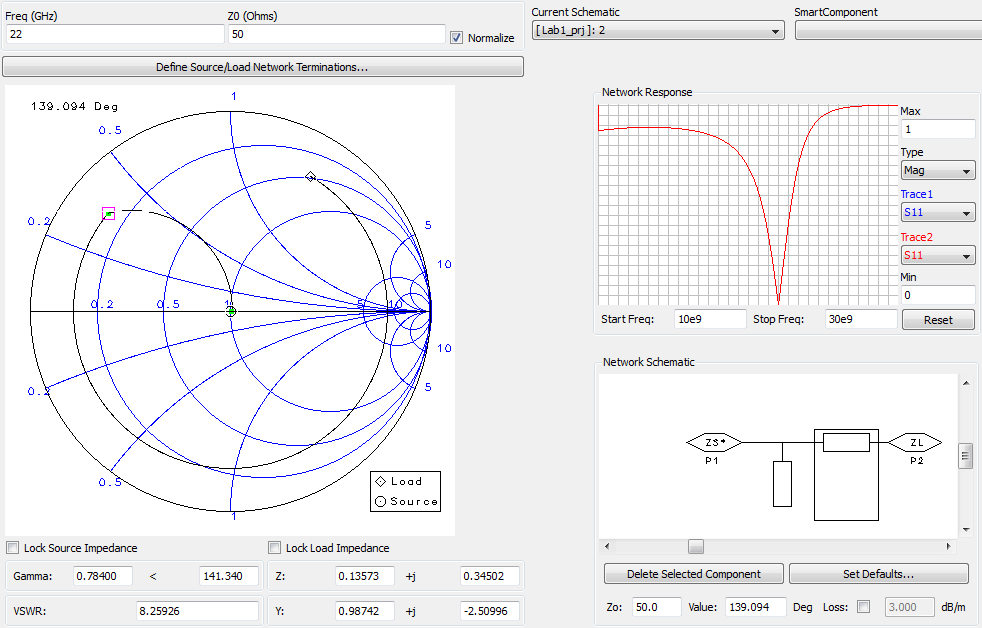 Freq (GHz) Z0 (Ohms)
22 50 Normalize
Define Source/Load Network Terminations...
Current Schematic SmartComponent
[Lab1_prj]: 2
139.094 Deg
1
0.5
0.2
5
10
0.2 0.5 1 5 10
10
5
0.2
0.5
1
Load
Source
Network Response
Max
1
Type
Mag
Trace1
S11
Trace2
S11
Min
0
Start Freq: 10e9 Stop Freq: 30e9 Reset
Network Schematic
ZS* ZL
P1 P2
Delete Selected Component Set Defaults...
Zo: 50.0 Value: 139.094 Deg Loss: 3.000 dB/m
Lock Source Impedance Lock Load Impedance
Gamma: 0.78400 < 141.340 Z: 0.13573 +j 0.34502
VSWR: 8.25926 Y: 0.98742 +j -2.50996